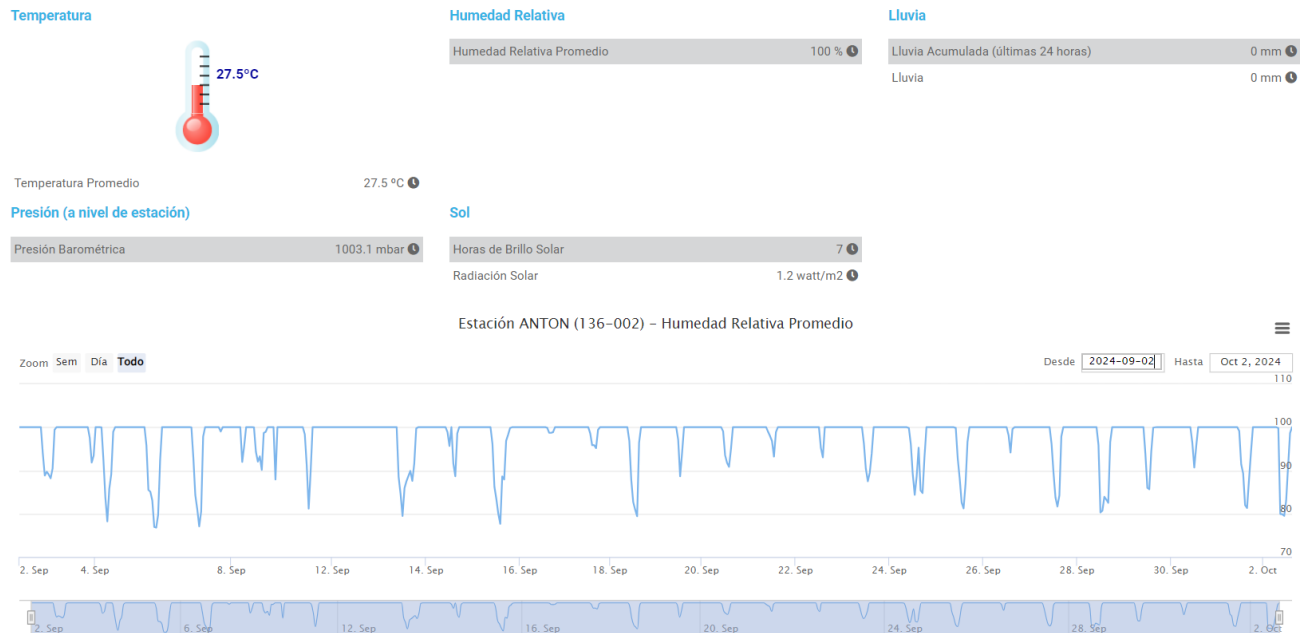 Temperatura
27.5°C
Temperatura Promedio 27.5 ºC
Humedad Relativa
Humedad Relativa Promedio 100 %
Lluvia
Lluvia Acumulada (últimas 24 horas) 0 mm
Lluvia 0 mm
Presión (a nivel de estación)
Presión Barométrica 1003.1 mbar
Sol
Horas de Brillo Solar 7
Radiación Solar 1.2 watt/m2
Estación ANTON (136-002) – Humedad Relativa Promedio
Zoom Sem Día Todo
Desde 2024-09-02 Hasta Oct 2, 2024
110
100
90
80
70
2. Sep 4. Sep 8. Sep 12. Sep 14. Sep 16. Sep 18. Sep 20. Sep 22. Sep 24. Sep 26. Sep 28. Sep 30. Sep 2. Oct
2. Sep 6. Sep 12. Sep 16. Sep 20. Sep 24. Sep 28. Sep 2. Oct